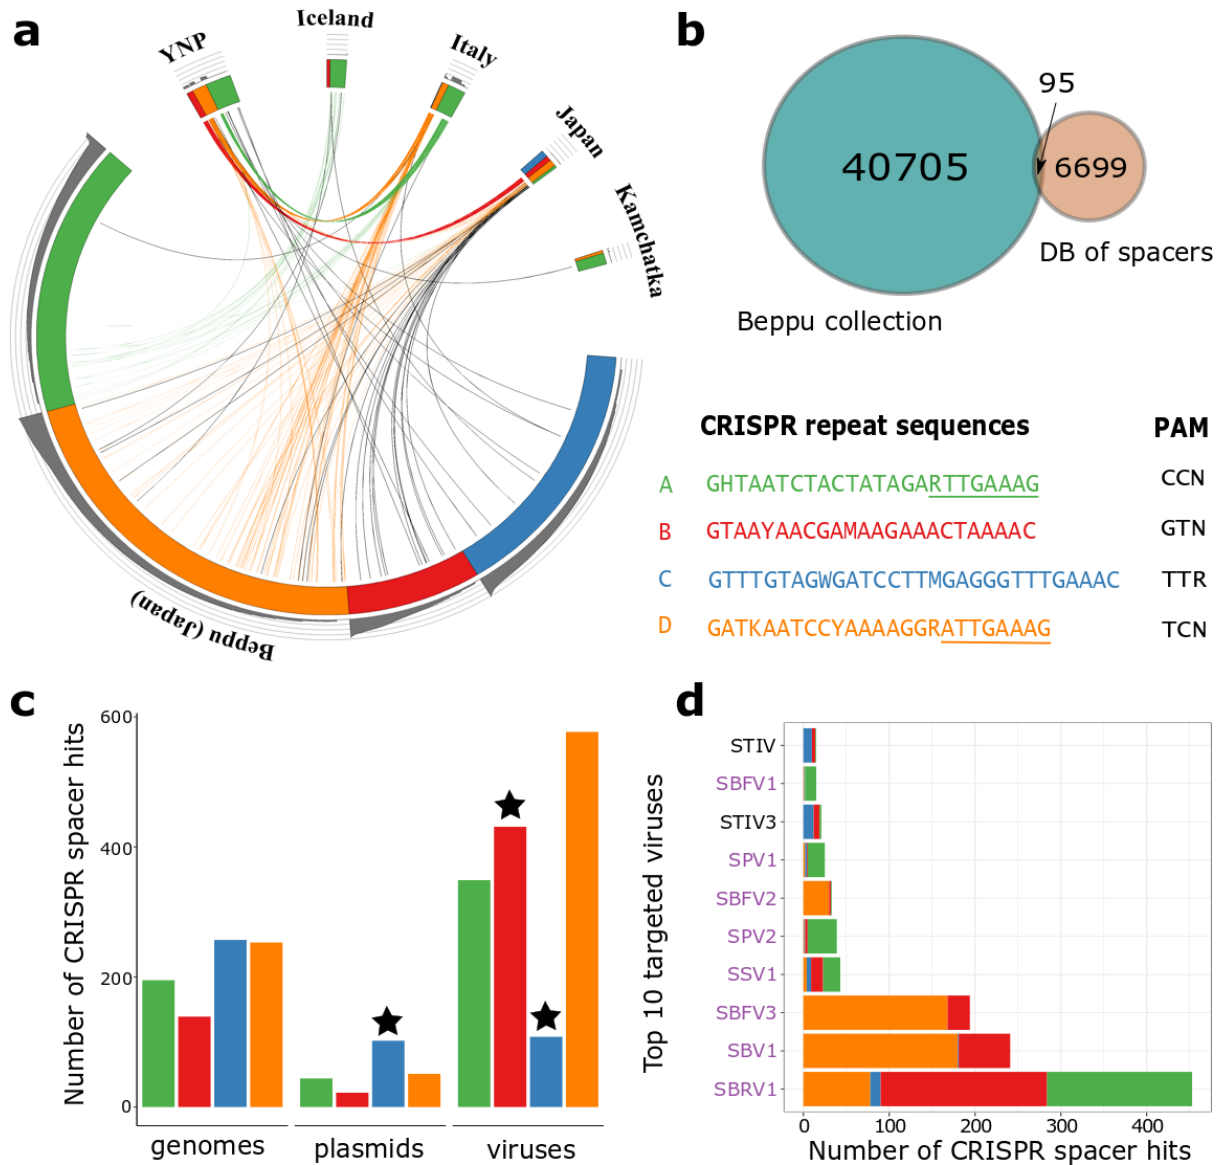 a
YNP
Iceland
Italy
Japan
Kamchatka
Beppu (Japan)
b
40705
95
6699
DB of spacers
Beppu collection
CRISPR repeat sequences PAM
A GHTAATCTACTATAGARTTGAAAG CCN
B GTAAYAACGAMAAGAAACTAAAAC GTN
C GTTTGTAGWGATCCTTMGAGGGTTTGAAAC TTR
D GATKAATCCYAAAAGGRATTGAAAG TCN
c
Number of CRISPR spacer hits
600
400
200
0
genomes plasmids viruses
d
Top 10 targeted viruses
STIV
SBFV1
STIV3
SPV1
SBFV2
SPV2
SSV1
SBFV3
SBV1
SBRV1
0 100 200 300 400
Number of CRISPR spacer hits